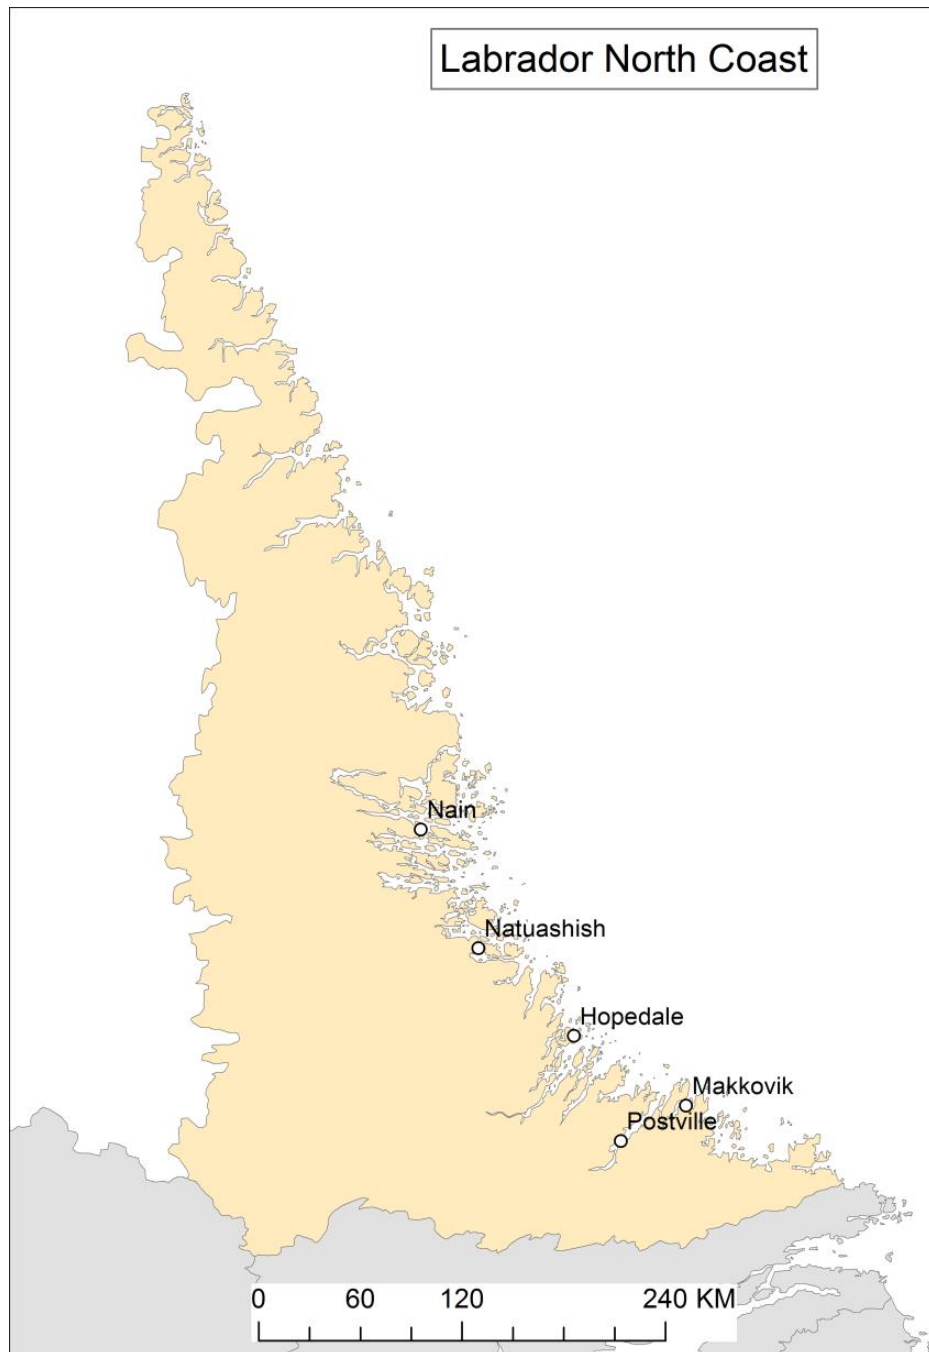 Labrador North Coast
Nain
Natuashish
Hopedale
Makkovik
Postville
0 60 120 240 KM